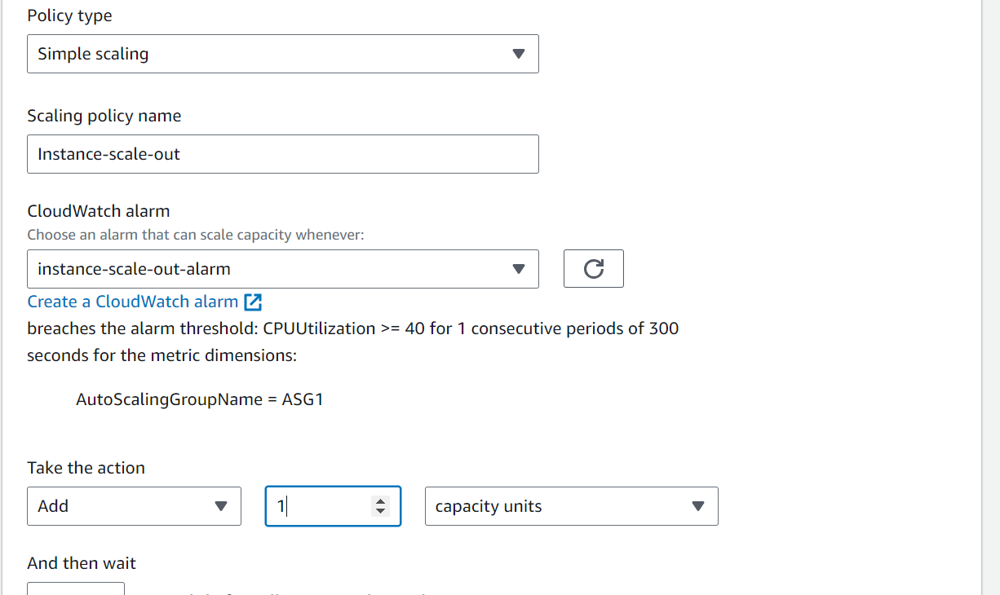 Policy type
Simple scaling
Scaling policy name
Instance-scale-out
CloudWatch alarm
Choose an alarm that can scale capacity whenever:
instance-scale-out-alarm
Create a CloudWatch alarm
breaches the alarm threshold: CPUUtilization >= 40 for 1 consecutive periods of 300
seconds for the metric dimensions:
AutoScalingGroupName = ASG1
Take the action
Add 1 capacity units
And then wait